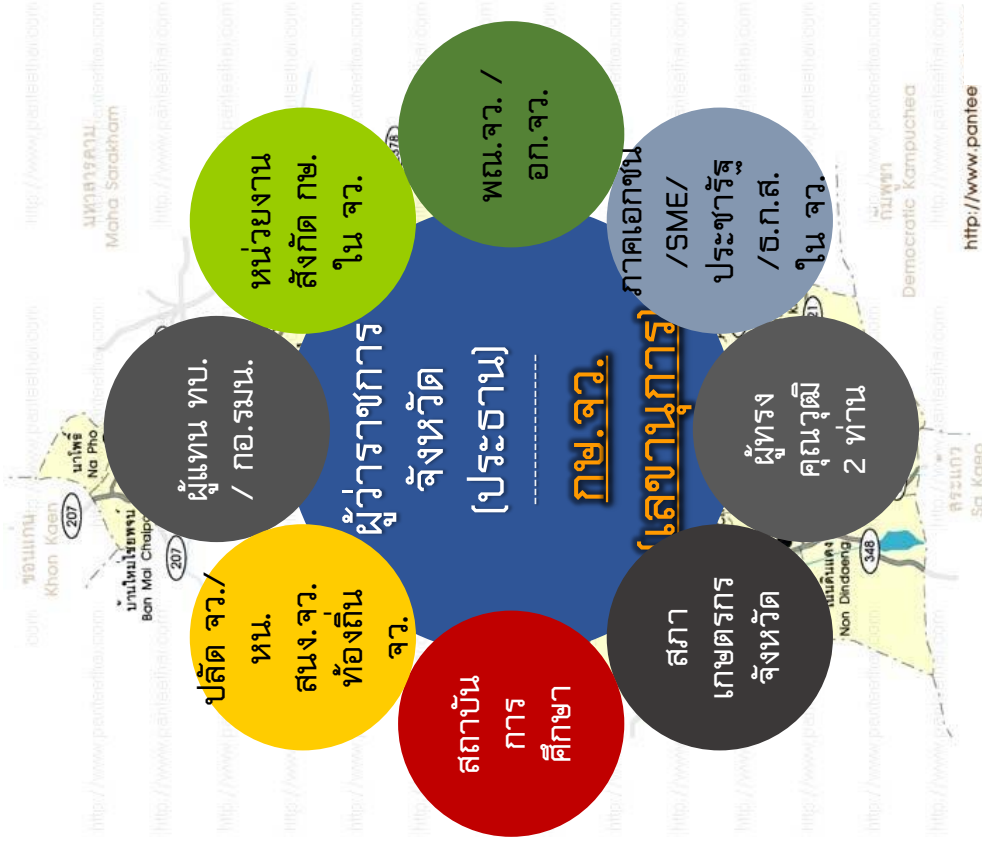 สถาบัน
การ
ศึกษา
ปลัด จว./
หน.
สนง.จว.
ท้องถิ่น
จว.
ผู้แทน ทบ.
/ กอ.รมน.
หน่วยงาน
สังกัด กษ.
ใน จว.
พณ.จว. /
อก.จว.
ภาคเอกชน
/SME/
ประชารัฐ
/ธ.ก.ส.
ใน จว.
ผู้ทรง
คุณวุฒิ
2 ท่าน
สภา
เกษตรกร
จังหวัด
ผู้ว่าราชการ
จังหวัด
(ประธาน)
----------------
กษ.จว.
(เลขานุการ)
ขอนแก่น
Khon Kaen
207
นาโพธิ์
Na Pho
บ้านใหม่ไชยพจน์
Ban Mai Chaipo
207
มหาสารคาม
Maha Sarakham
Non Dindaeng
348
สระแก้ว
Sa Kaeo
กัมพูชา
Democratic Kampuchea
http://www.pantee